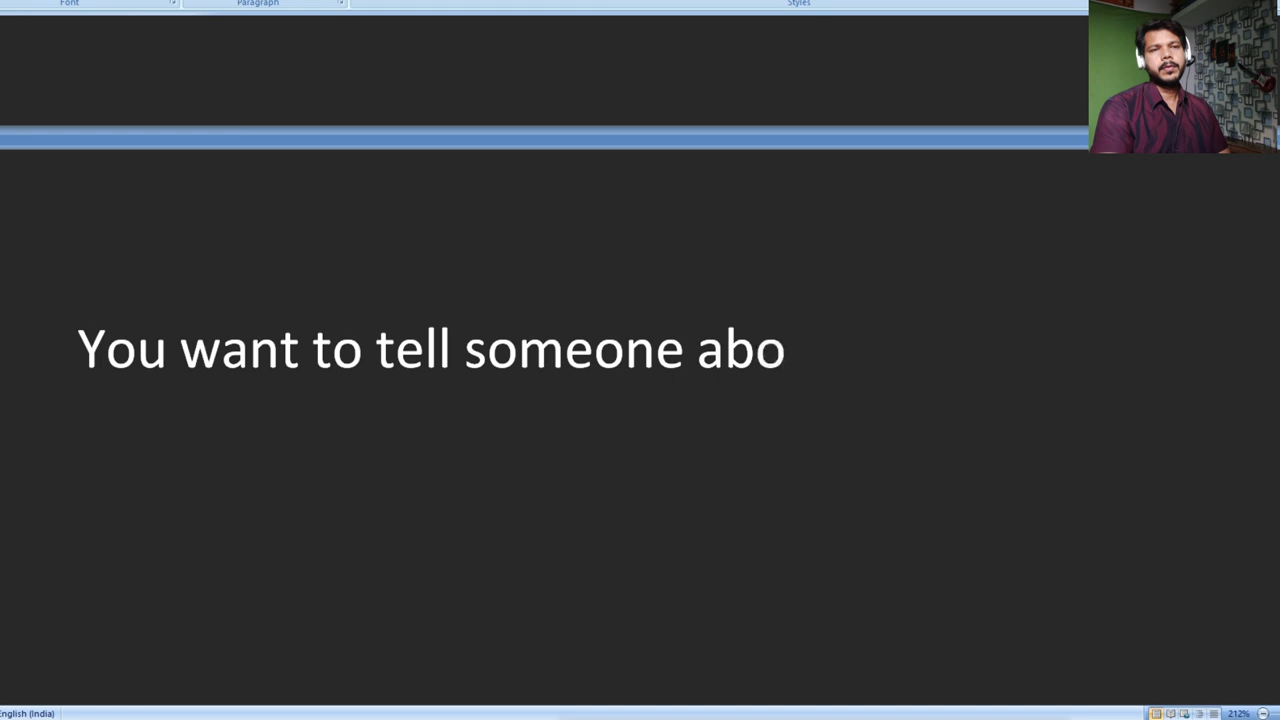 Font Paragraph Styles
You want to tell someone abo
English (India) 212%